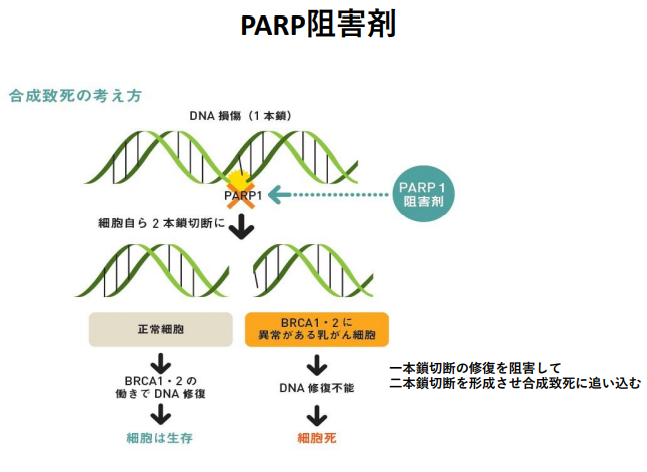 PARP阻害剤
合成致死の考え方
DNA 損傷（1本鎖）
PARP1
PARP 1
阻害剤
細胞自ら2本鎖切断に
正常細胞
BRCA1・2に
異常がある乳がん細胞
BRCA1・2の
働きでDNA修復
DNA 修復不能
細胞は生存
細胞死
一本鎖切断の修復を阻害して
二本鎖切断を形成させ合成致死に追い込む